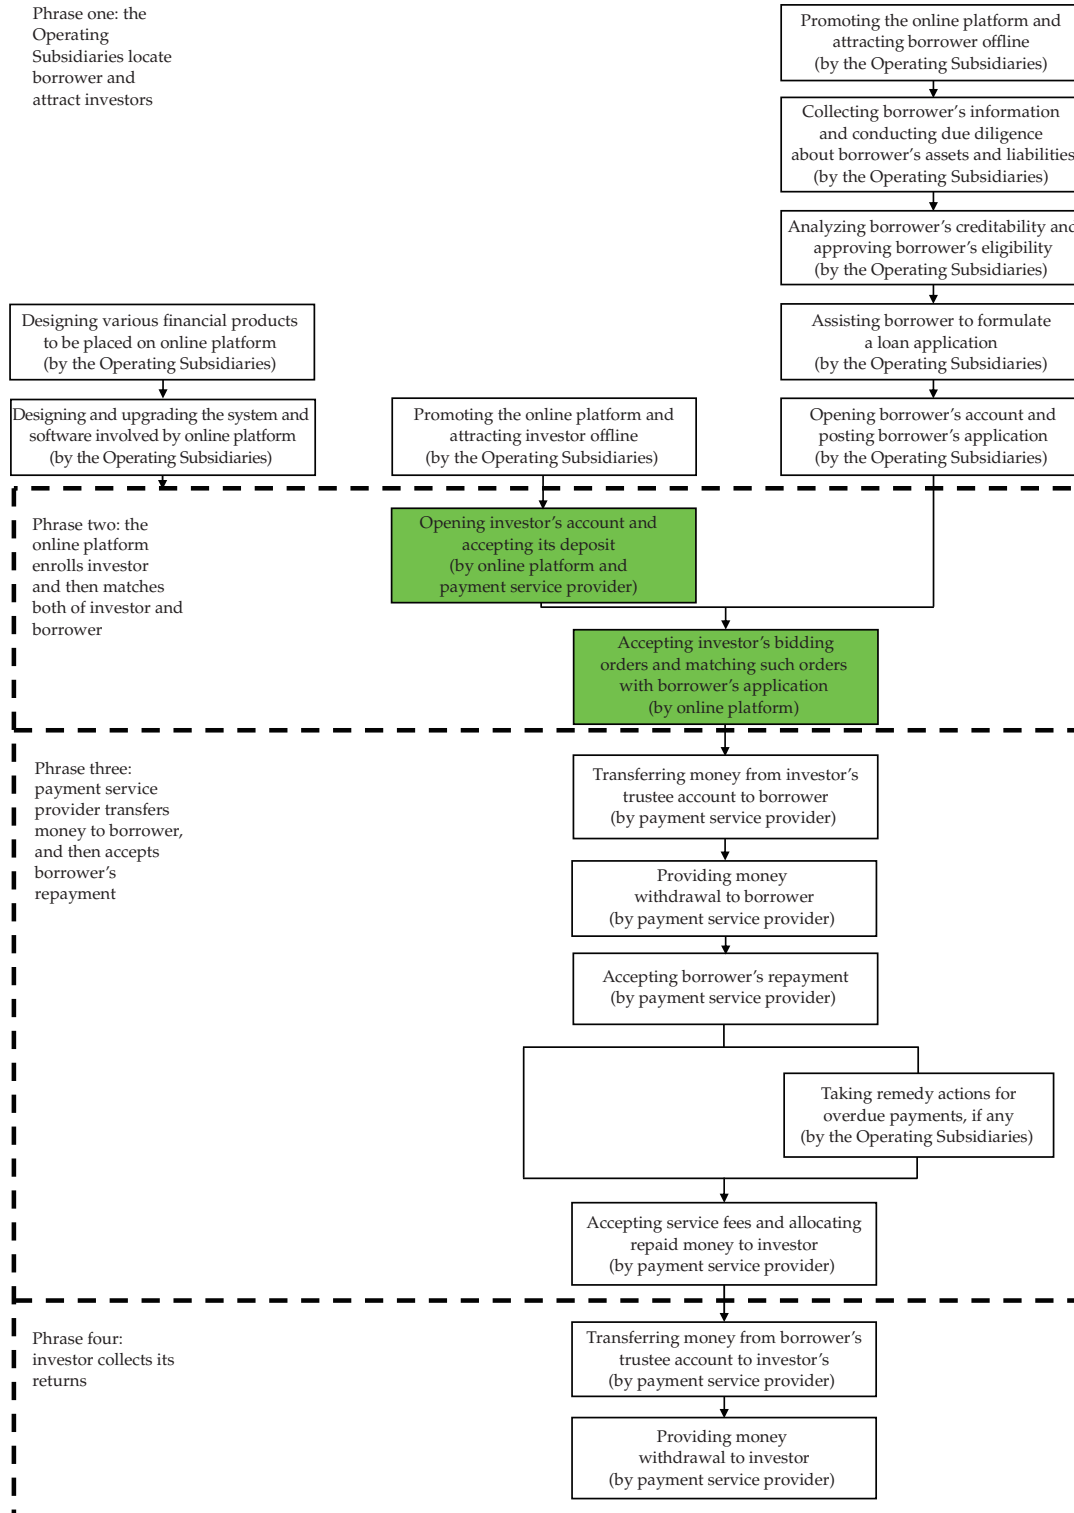 Phrase one: the
Operating
Subsidiaries locate
borrower and
attract investors
Promoting the online platform and
attracting borrower offline
(by the Operating Subsidiaries)
Collecting borrower's information
and conducting due diligence
about borrower's assets and liabilities
(by the Operating Subsidiaries)
Analyzing borrower's creditability and
approving borrower's eligibility
(by the Operating Subsidiaries)
Designing various financial products
to be placed on online platform
(by the Operating Subsidiaries)
Assisting borrower to formulate
a loan application
(by the Operating Subsidiaries)
Designing and upgrading the system and
software involved by online platform
(by the Operating Subsidiaries)
Promoting the online platform and
attracting investor offline
(by the Operating Subsidiaries)
Opening borrower's account and
posting borrower's application
(by the Operating Subsidiaries)
Phrase two: the
online platform
enrolls investor
and then matches
both of investor and
borrower
Opening investor's account and
accepting its deposit
(by online platform and
payment service provider)
Accepting investor's bidding
orders and matching such orders
with borrower's application
(by online platform)
Phrase three:
payment service
provider transfers
money to borrower,
and then accepts
borrower's
repayment
Transferring money from investor's
trustee account to borrower
(by payment service provider)
Providing money
withdrawal to borrower
(by payment service provider)
Accepting borrower's repayment
(by payment service provider)
Taking remedy actions for
overdue payments, if any
(by the Operating Subsidiaries)
Accepting service fees and allocating
repaid money to investor
(by payment service provider)
Phrase four:
investor collects its
returns
Transferring money from borrower's
trustee account to investor's
(by payment service provider)
Providing money
withdrawal to investor
(by payment service provider)